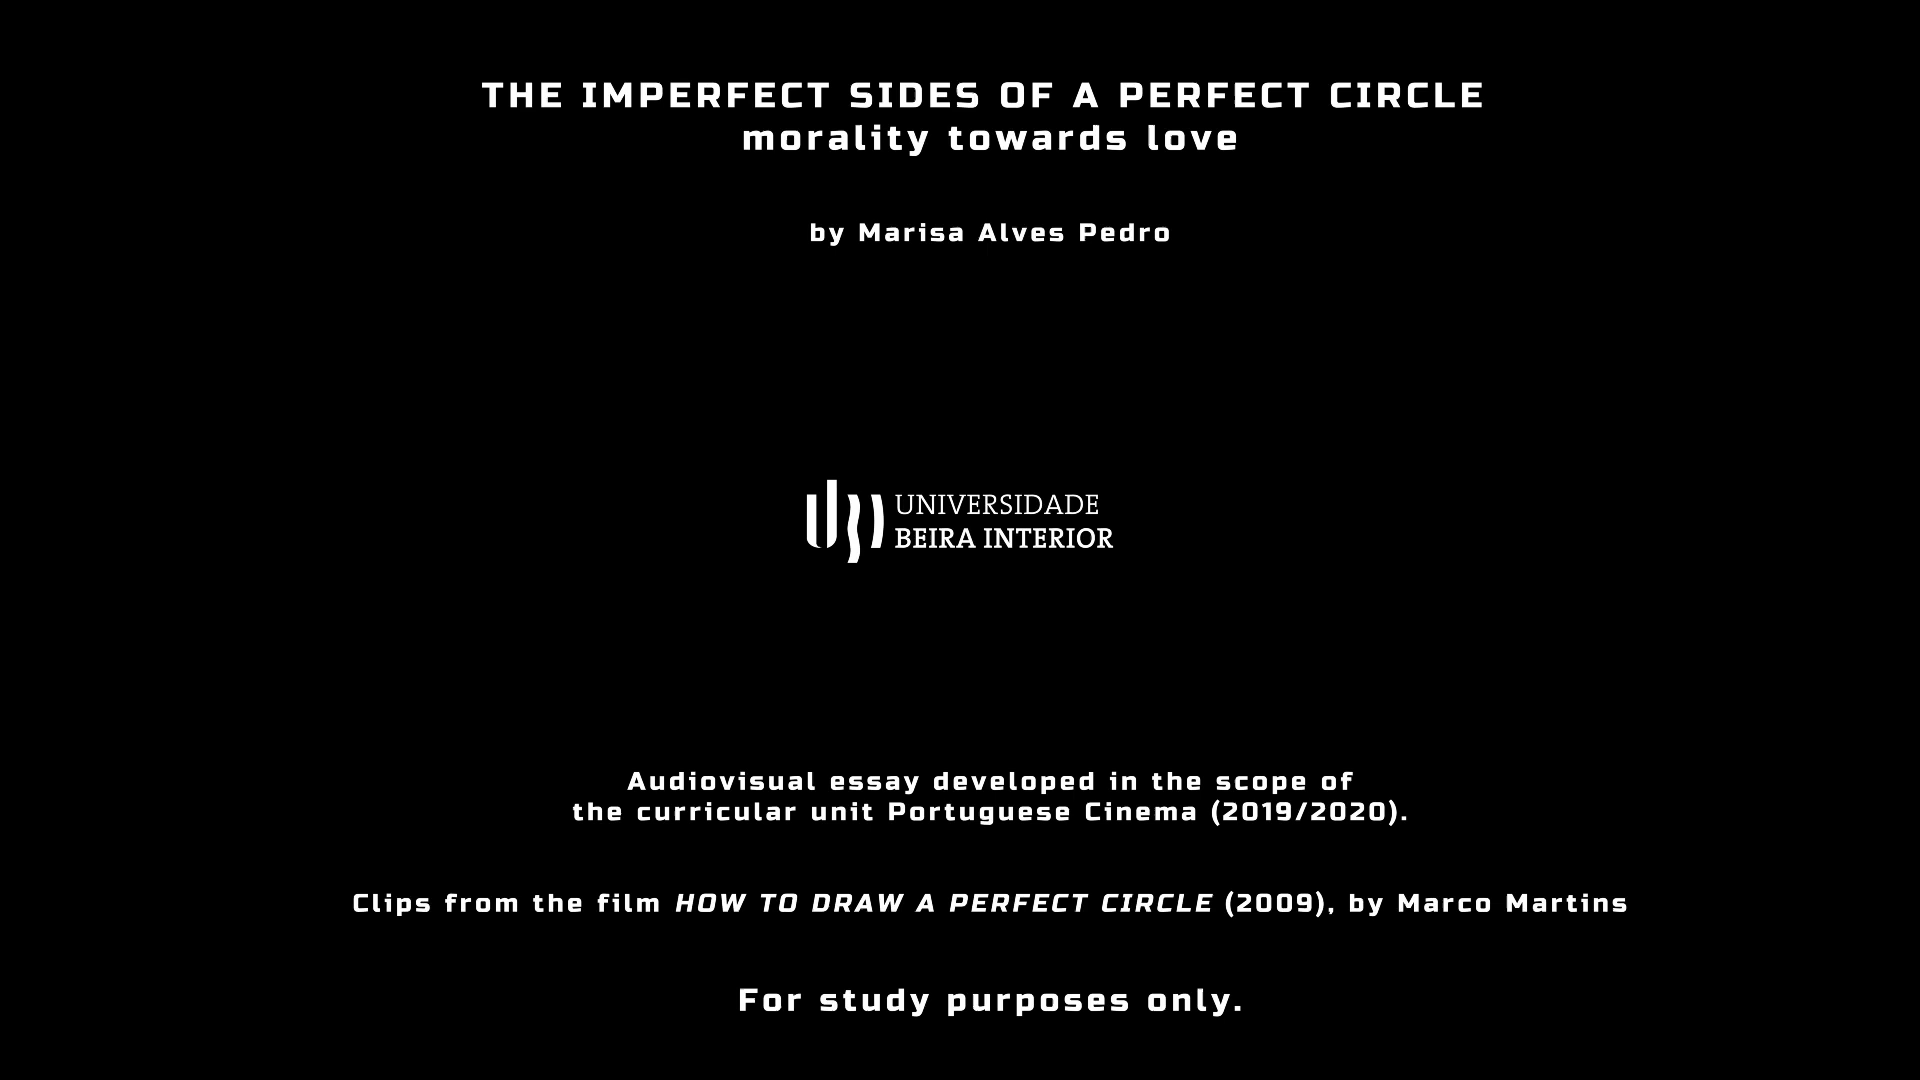 THE IMPERFECT SIDES OF A PERFECT CIRCLE
morality towards love
by Marisa Alves Pedro
UNIVERSIDADE
BEIRA INTERIOR
Audiovisual essay developed in the scope of
the curricular unit Portuguese Cinema (2019/2020).
Clips from the film HOW TO DRAW A PERFECT CIRCLE (2009), by Marco Martins
For study purposes only.